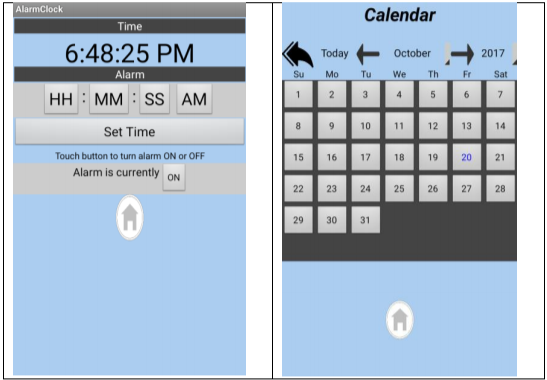 AlarmClock
Time
6:48:25 PM
Alarm
HH : MM : SS AM
Set Time
Touch button to turn alarm ON or OFF
Alarm is currently ON
Calendar
Today October 2017
Su Mo Tu We Th Fr Sat
1 2 3 4 5 6 7
8 9 10 11 12 13 14
15 16 17 18 19 20 21
22 23 24 25 26 27 28
29 30 31